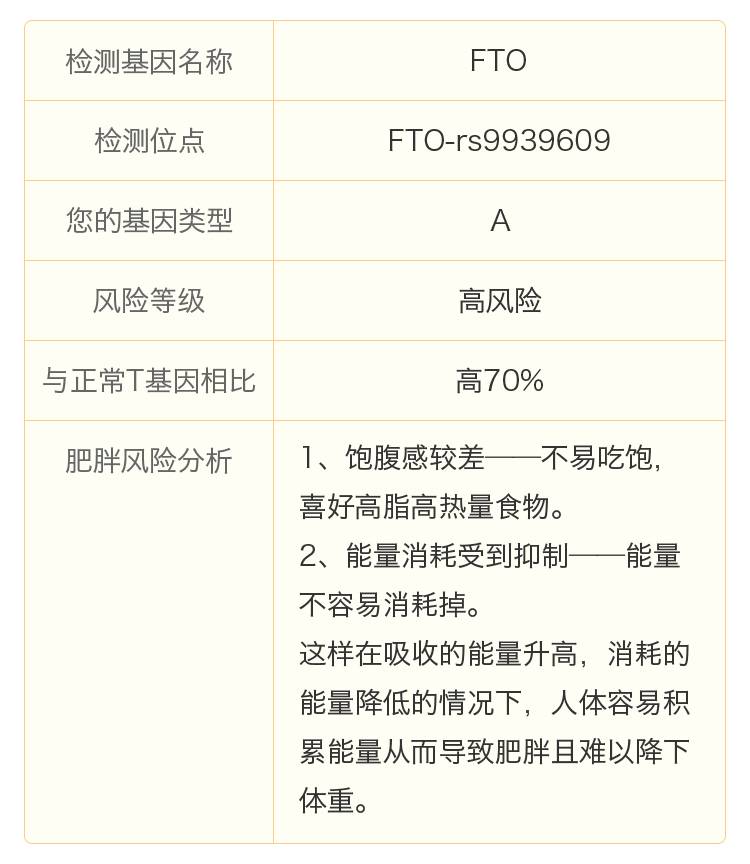 检测基因名称
FTO
检测位点
FTO-rs9939609
您的基因类型
A
风险等级
高风险
与正常T基因相比
高70%
肥胖风险分析
1、饱腹感较差——不易吃饱,
喜好高脂高热量食物。
2、能量消耗受到抑制——能量
不容易消耗掉。
这样在吸收的能量升高，消耗的
能量降低的情况下，人体容易积
累能量从而导致肥胖且难以降下
体重。